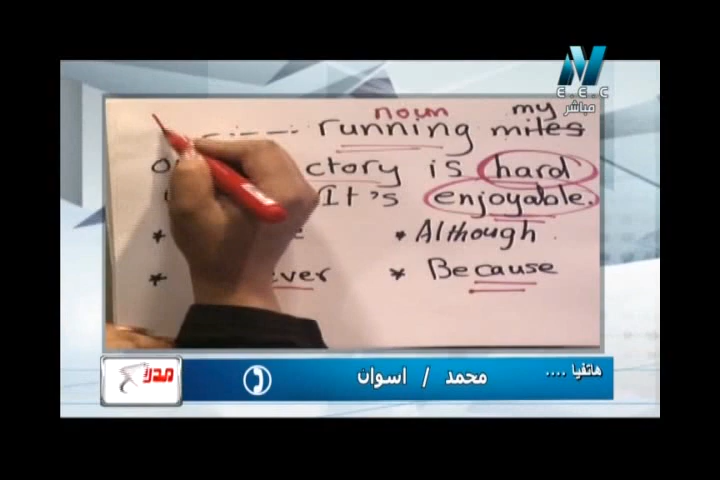 E.E.C
مباشر
noun my
running miles
ctory is hard
It's enjoyable.
* * Although
* ever * Because
هاتفيا ....
محمد / اسوان